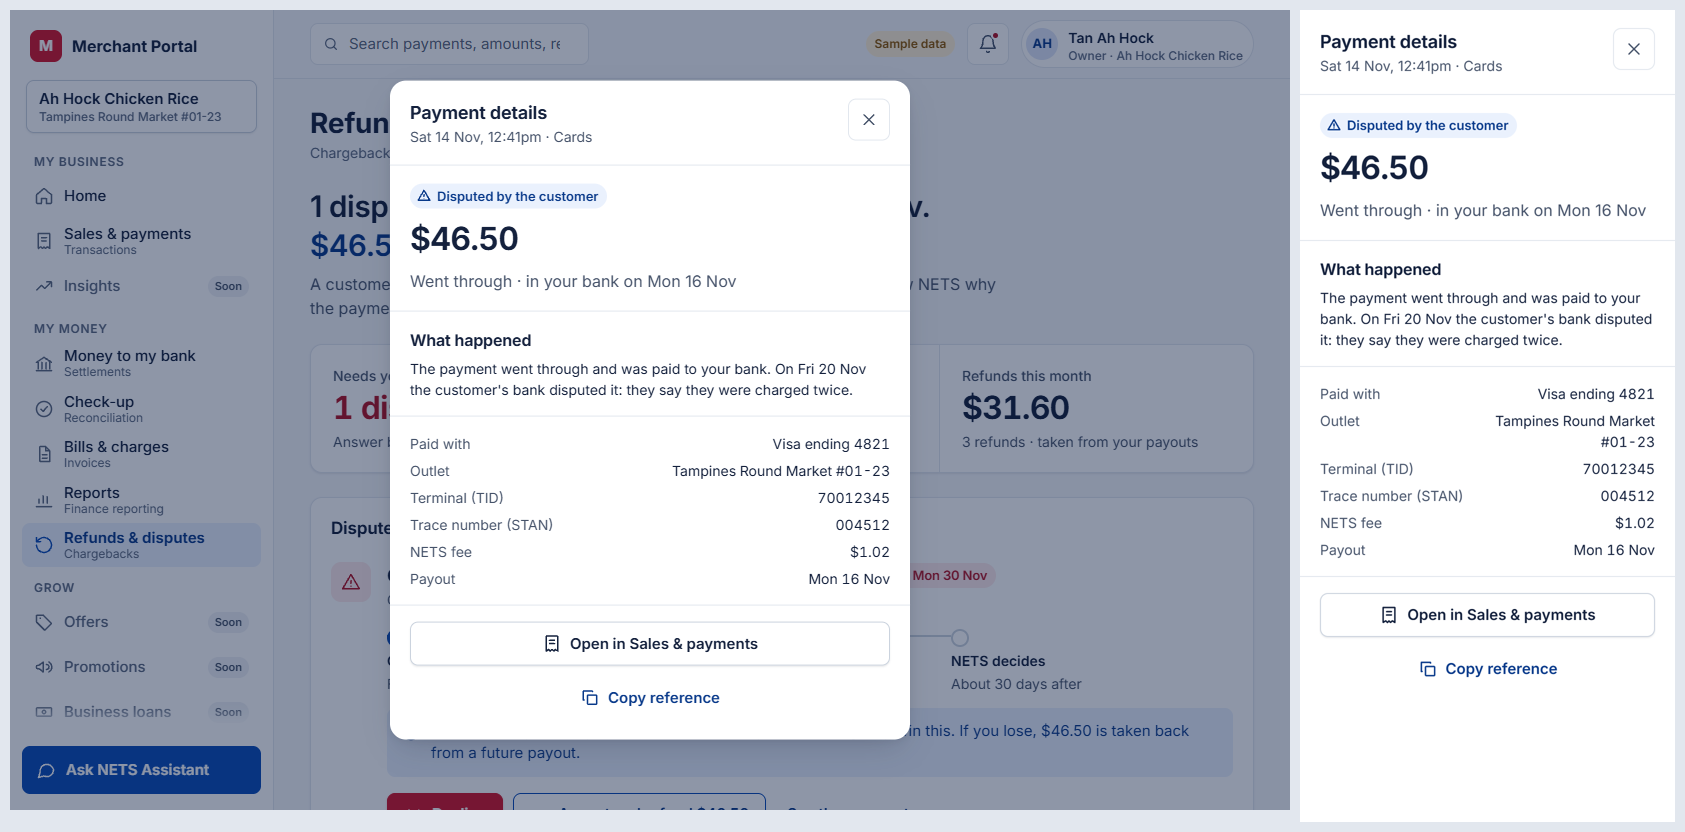 M Merchant Portal
Ah Hock Chicken Rice
Tampines Round Market #01-23
MY BUSINESS
Home
Sales & payments
Transactions
Insights Soon
MY MONEY
Money to my bank
Settlements
Check-up
Reconciliation
Bills & charges
Invoices
Reports
Finance reporting
Refunds & disputes
Chargebacks
GROW
Offers Soon
Promotions Soon
Business loans Soon
Ask NETS Assistant
Search payments, amounts, re
Sample data
AH
Tan Ah Hock
Owner · Ah Hock Chicken Rice
Refun
Chargeback
1 disp
v.
$46.5
A custome
NETS why
the payme
Needs yo
1 di
Answer b
Refunds this month
$31.60
3 refunds · taken from your payouts
Dispute
Mon 30 Nov
NETS decides
About 30 days after
in this. If you lose, $46.50 is taken back
from a future payout.
Payment details
Sat 14 Nov, 12:41pm · Cards
Disputed by the customer
$46.50
Went through · in your bank on Mon 16 Nov
What happened
The payment went through and was paid to your bank. On Fri 20 Nov
the customer's bank disputed it: they say they were charged twice.
Paid with Visa ending 4821
Outlet Tampines Round Market #01-23
Terminal (TID) 70012345
Trace number (STAN) 004512
NETS fee $1.02
Payout Mon 16 Nov
Open in Sales & payments
Copy reference
Payment details
Sat 14 Nov, 12:41pm · Cards
Disputed by the customer
$46.50
Went through · in your bank on Mon 16 Nov
What happened
The payment went through and was paid to your
bank. On Fri 20 Nov the customer's bank disputed
it: they say they were charged twice.
Paid with Visa ending 4821
Outlet Tampines Round Market
#01-23
Terminal (TID) 70012345
Trace number (STAN) 004512
NETS fee $1.02
Payout Mon 16 Nov
Open in Sales & payments
Copy reference